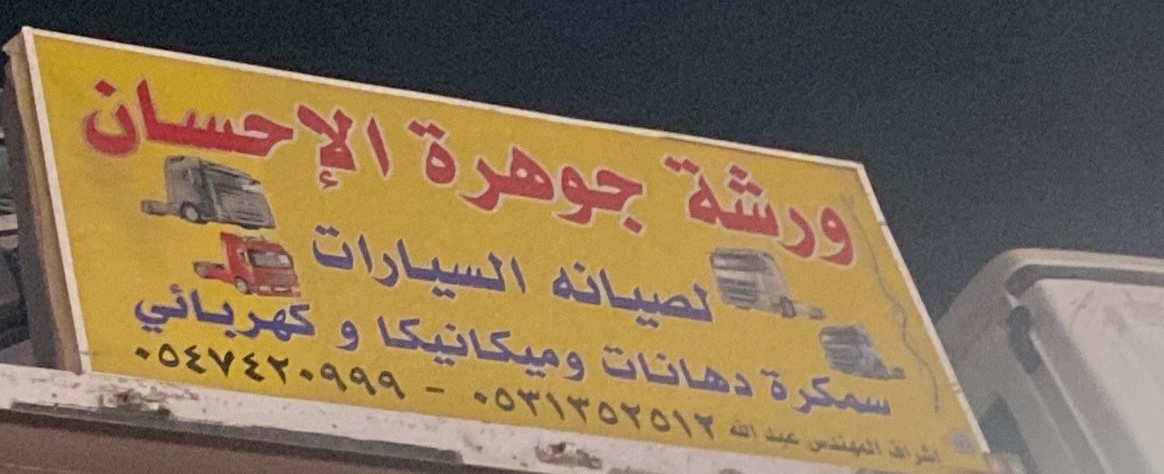 ورشة جوهرة الإحسان
لصيانه السيارات
سمكرة دهانات وميكانيكا و كهربائي
٠٥٣١٣٥٢٥١٢ - ٠٥٤٧٤٢٠٩٩٩
اشراف المهندس عبد الله